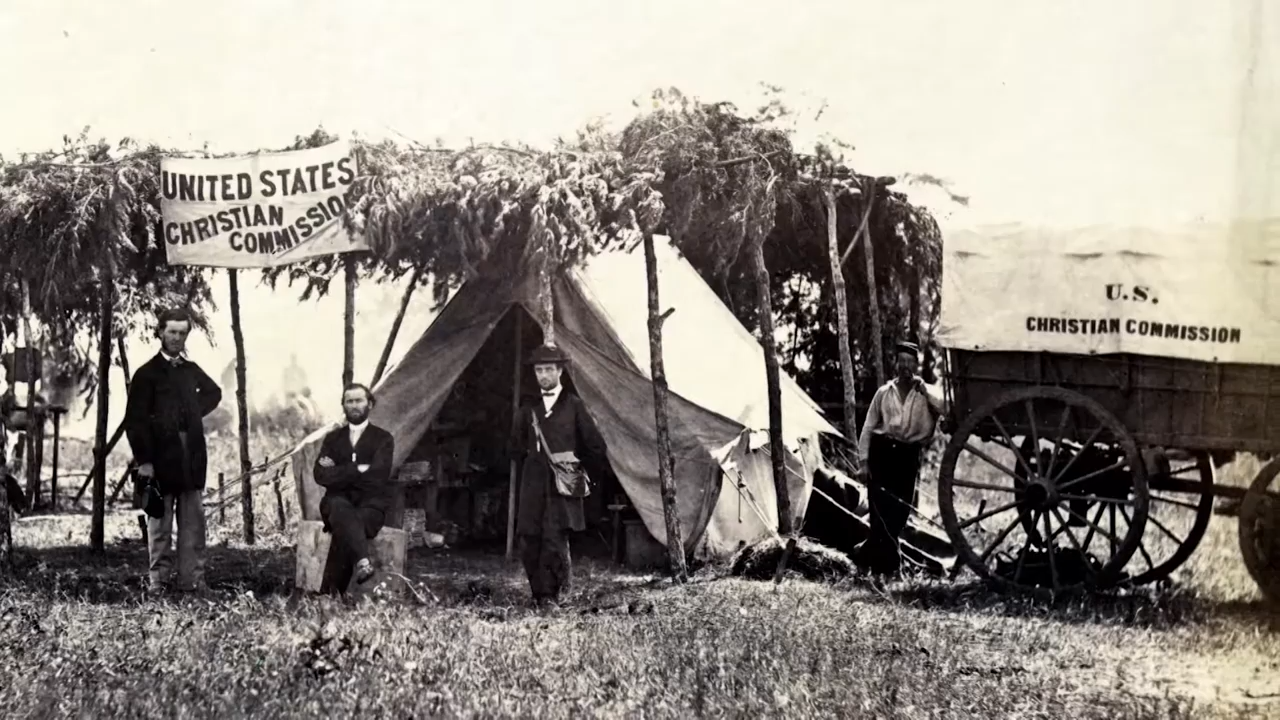 UNITED STATES
CHRISTIAN
COMMISSION
U.S.
CHRISTIAN COMMISSION